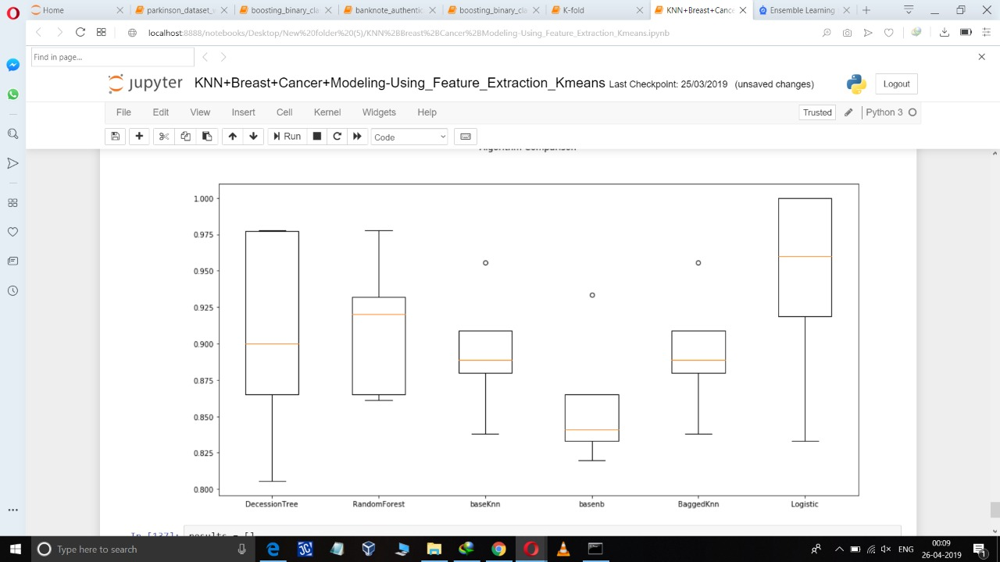 Home
parkinson_dataset_v
boosting_binary_cla
banknote_authentic
boosting_binary_cla
K-fold
KNN+Breast+Cance
Ensemble Learning
localhost:8888/notebooks/Desktop/New%20folder%20(5)/KNN%2BBreast%2BCancer%2BModeling-Using_Feature_Extraction_Kmeans.ipynb
Find in page...
jupyter KNN+Breast+Cancer+Modeling-Using_Feature_Extraction_Kmeans Last Checkpoint: 25/03/2019 (unsaved changes)
Logout
File Edit View Insert Cell Kernel Widgets Help
Trusted Python 3
Run Code
Algorithm Comparison
1.000
0.975
0.950
0.925
0.900
0.875
0.850
0.825
0.800
DecessionTree RandomForest baseKnn basenb BaggedKnn Logistic
In [137]: results = []
Type here to search
ENG
00:09
26-04-2019
1